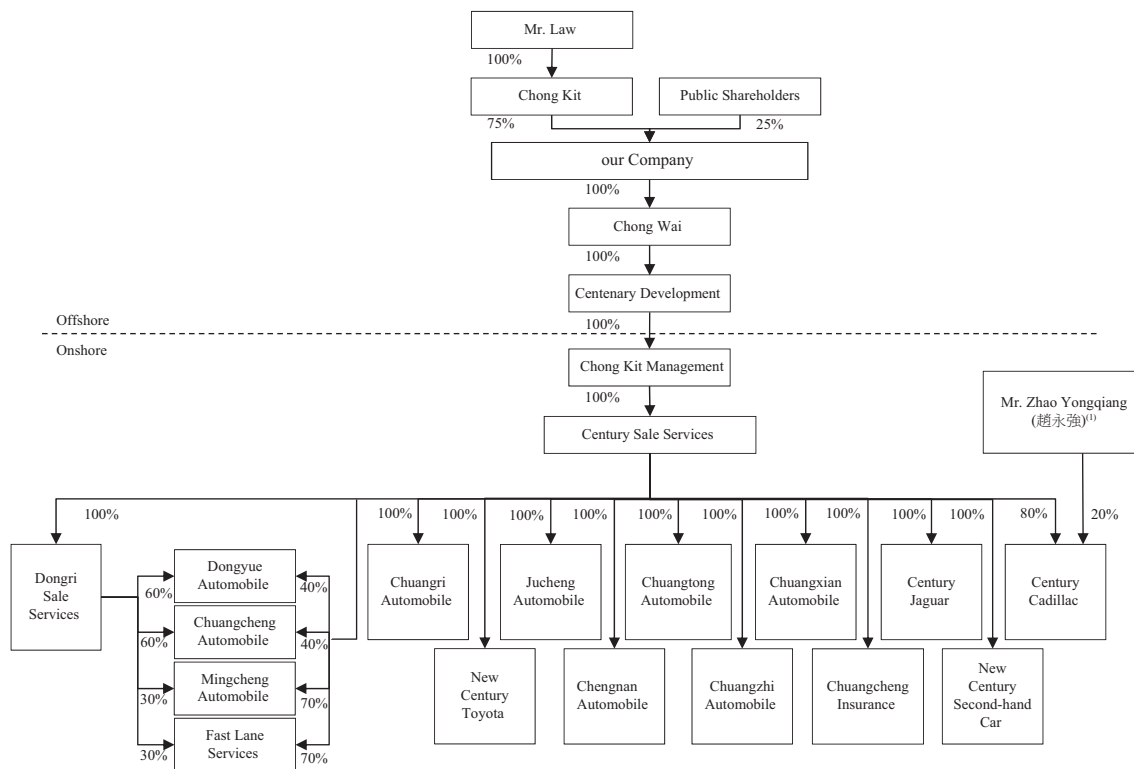 Mr. Law
100%
Chong Kit
Public Shareholders
75%
25%
our Company
100%
Chong Wai
100%
Centenary Development
Offshore
100%
Onshore
Chong Kit Management
100%
Mr. Zhao Yongqiang
(趙永強)(1)
Century Sale Services
100%
100%
100%
100%
100%
100%
100%
100%
100%
100%
100%
80%
20%
Dongri
Sale
Services
Dongyue
Automobile
60%
40%
Chuangcheng
Automobile
60%
40%
Mingcheng
Automobile
30%
70%
Fast Lane
Services
30%
70%
Chuangri
Automobile
Jucheng
Automobile
Chuangtong
Automobile
Chuangxian
Automobile
Century
Jaguar
Century
Cadillac
New
Century
Toyota
Chengnan
Automobile
Chuangzhi
Automobile
Chuangcheng
Insurance
New
Century
Second-hand
Car